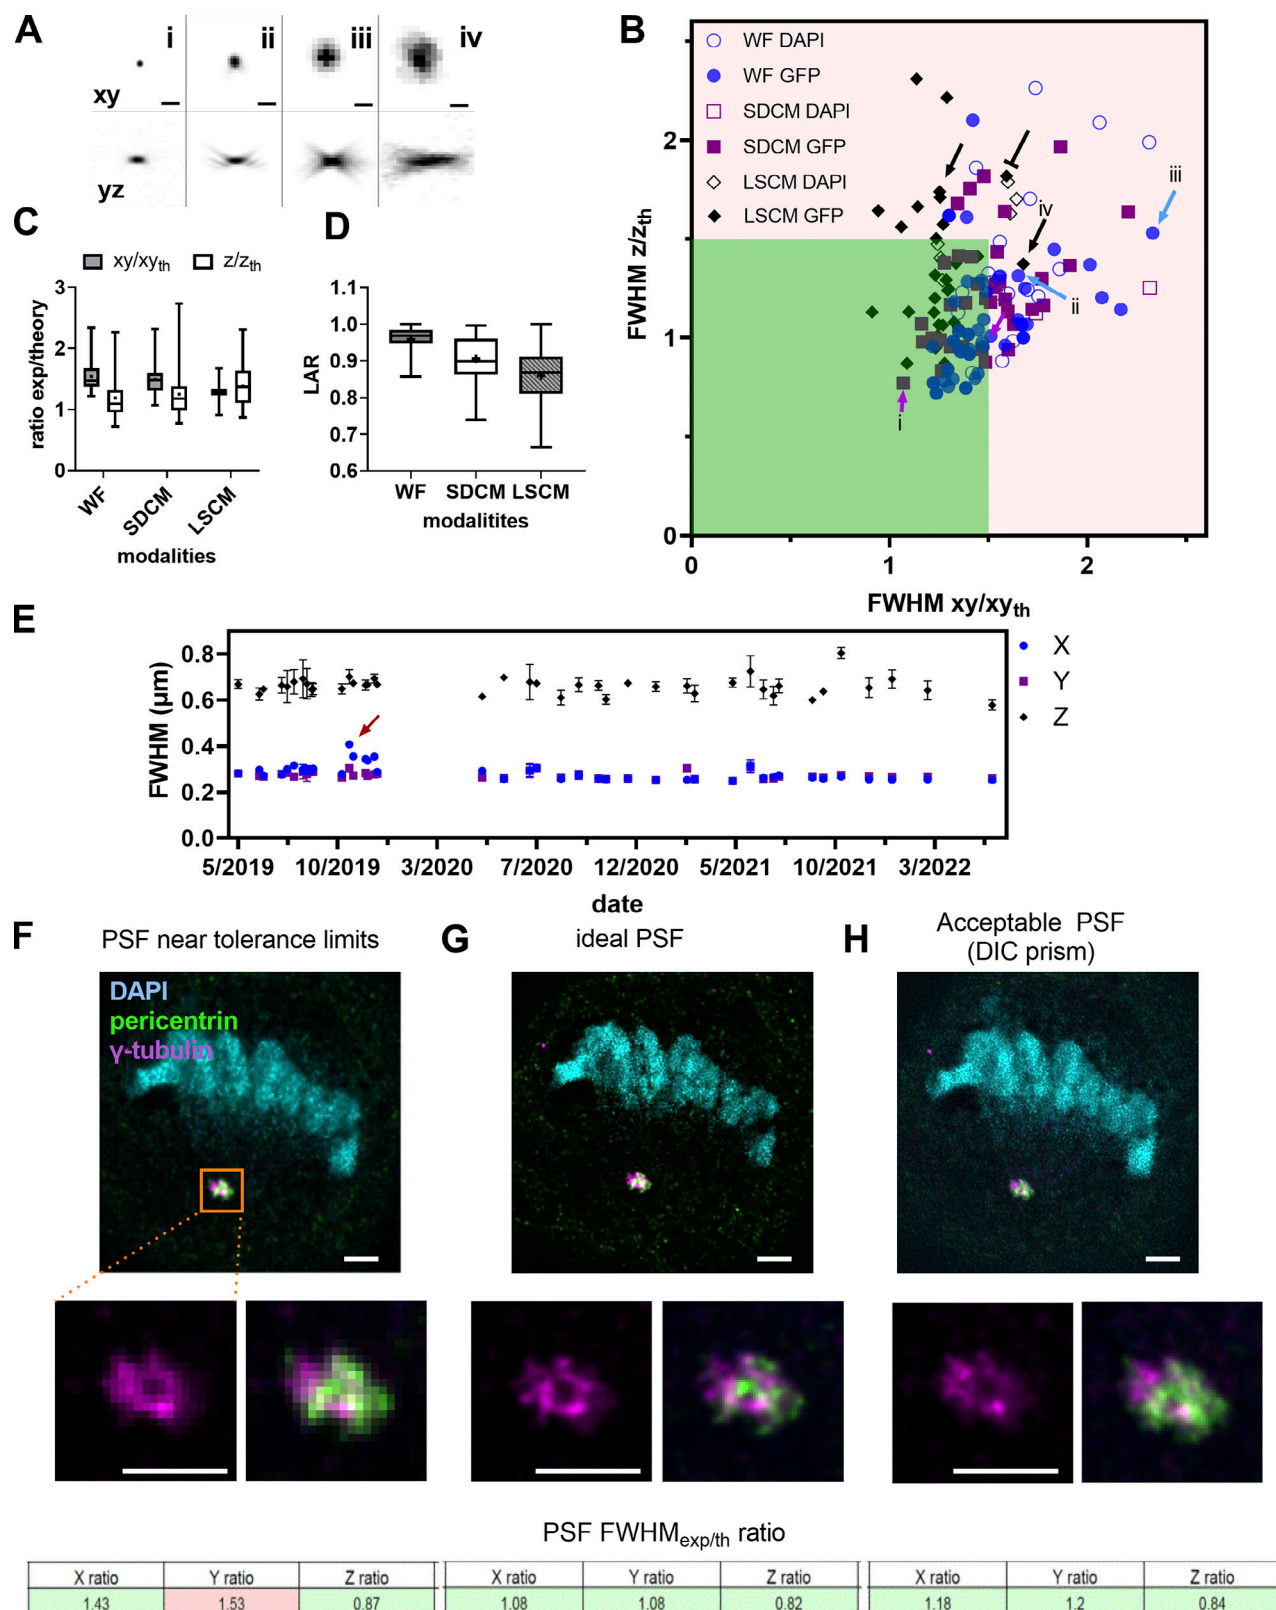 A
i
ii
iii
iv
xy
yz
B
WF DAPI
WF GFP
SDCM DAPI
SDCM GFP
LSCM DAPI
LSCM GFP
FWHM z/zth
2
1
0
0
1
2
FWHM xy/xyth
i
ii
iii
iv
C
xy/xyth
z/zth
ratio exp/theory
3
2
1
0
WF
SDCM
LSCM
modalities
D
LAR
1.1
1.0
0.9
0.8
0.7
0.6
WF SDCM LSCM
modalitites
E
FWHM (µm)
0.8
0.6
0.4
0.2
0.0
5/2019 10/2019 3/2020 7/2020 12/2020 5/2021 10/2021 3/2022
date
X
Y
Z
F
PSF near tolerance limits
DAPI
pericentrin
γ-tubulin
G
ideal PSF
H
Acceptable PSF
(DIC prism)
PSF FWHMexp/th ratio
X ratio Y ratio Z ratio
1.43 1.53 0.87
X ratio Y ratio Z ratio
1.08 1.08 0.82
X ratio Y ratio Z ratio
1.18 1.2 0.84